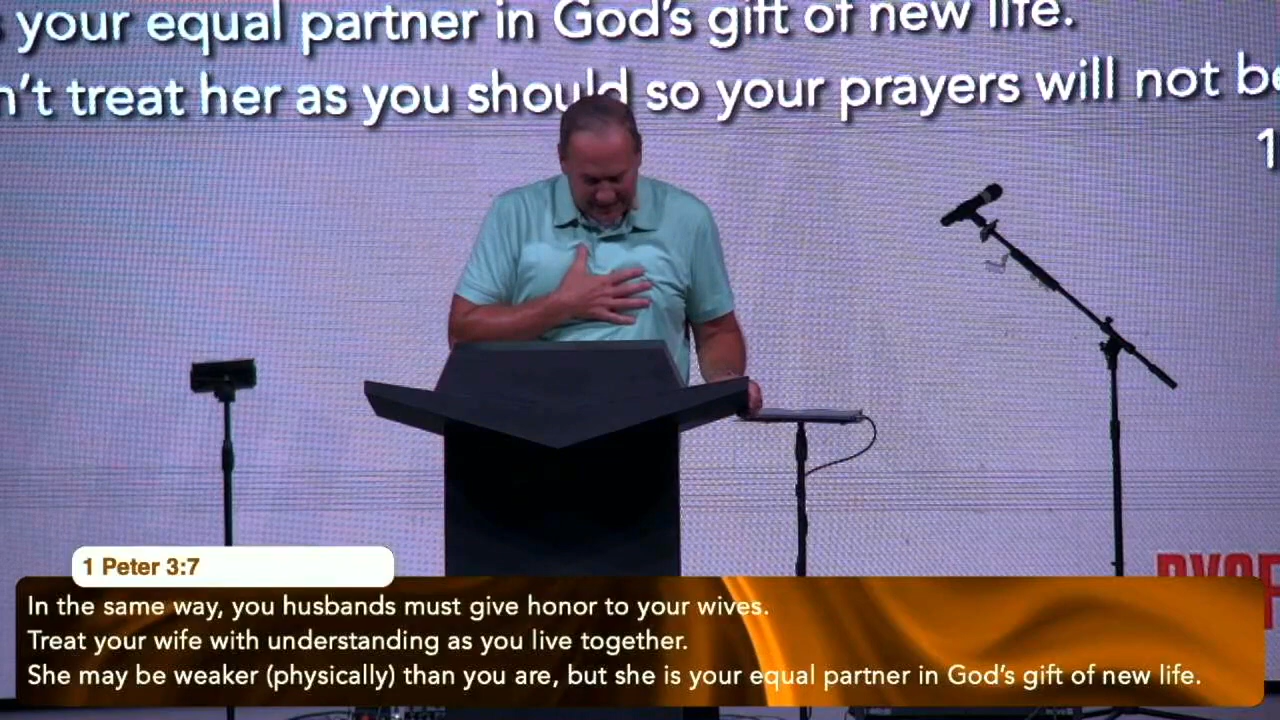 your equal partner in God's gift of new life.
n't treat her as you should so your prayers will not be
1
1 Peter 3:7
In the same way, you husbands must give honor to your wives.
Treat your wife with understanding as you live together.
She may be weaker (physically) than you are, but she is your equal partner in God's gift of new life.